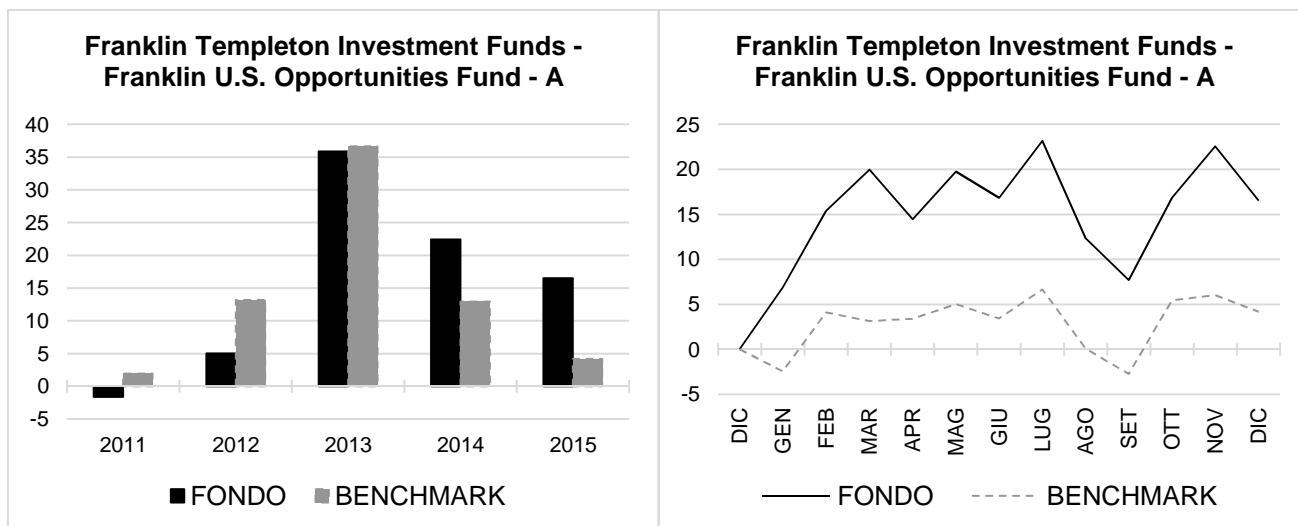 Franklin Templeton Investment Funds -
Franklin U.S. Opportunities Fund - A
40
35
30
25
20
15
10
5
0
-5
2011 2012 2013 2014 2015
FONDO BENCHMARK
Franklin Templeton Investment Funds -
Franklin U.S. Opportunities Fund - A
25
20
15
10
5
0
-5
DIC GEN FEB MAR APR MAG GIU LUG AGO SET OTT NOV DIC
FONDO BENCHMARK